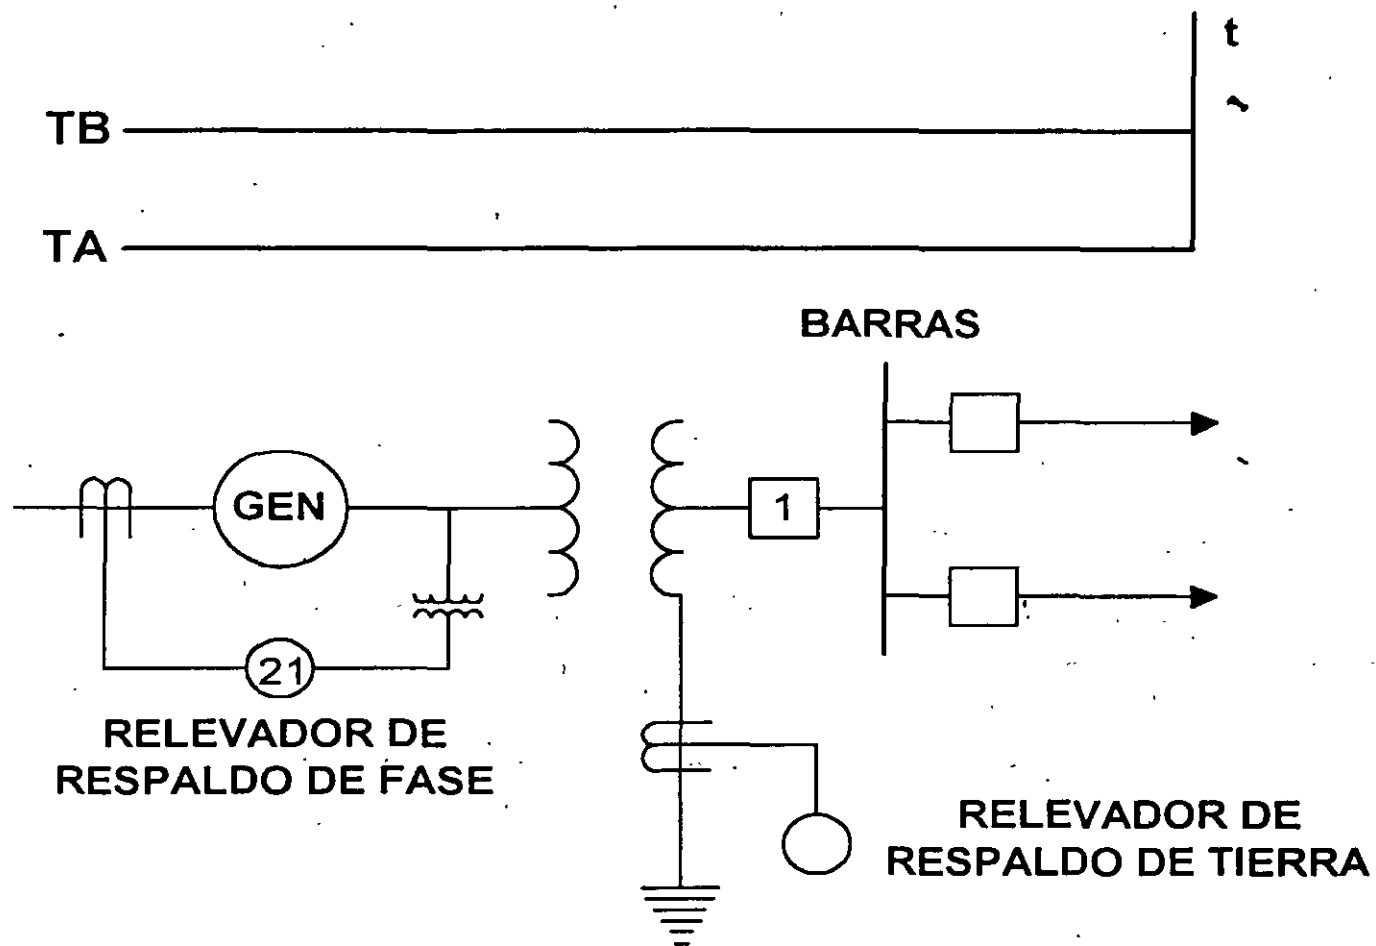 t
TB
TA
BARRAS
GEN
1
21
RELEVADOR DE
RESPALDO DE FASE
RELEVADOR DE
RESPALDO DE TIERRA